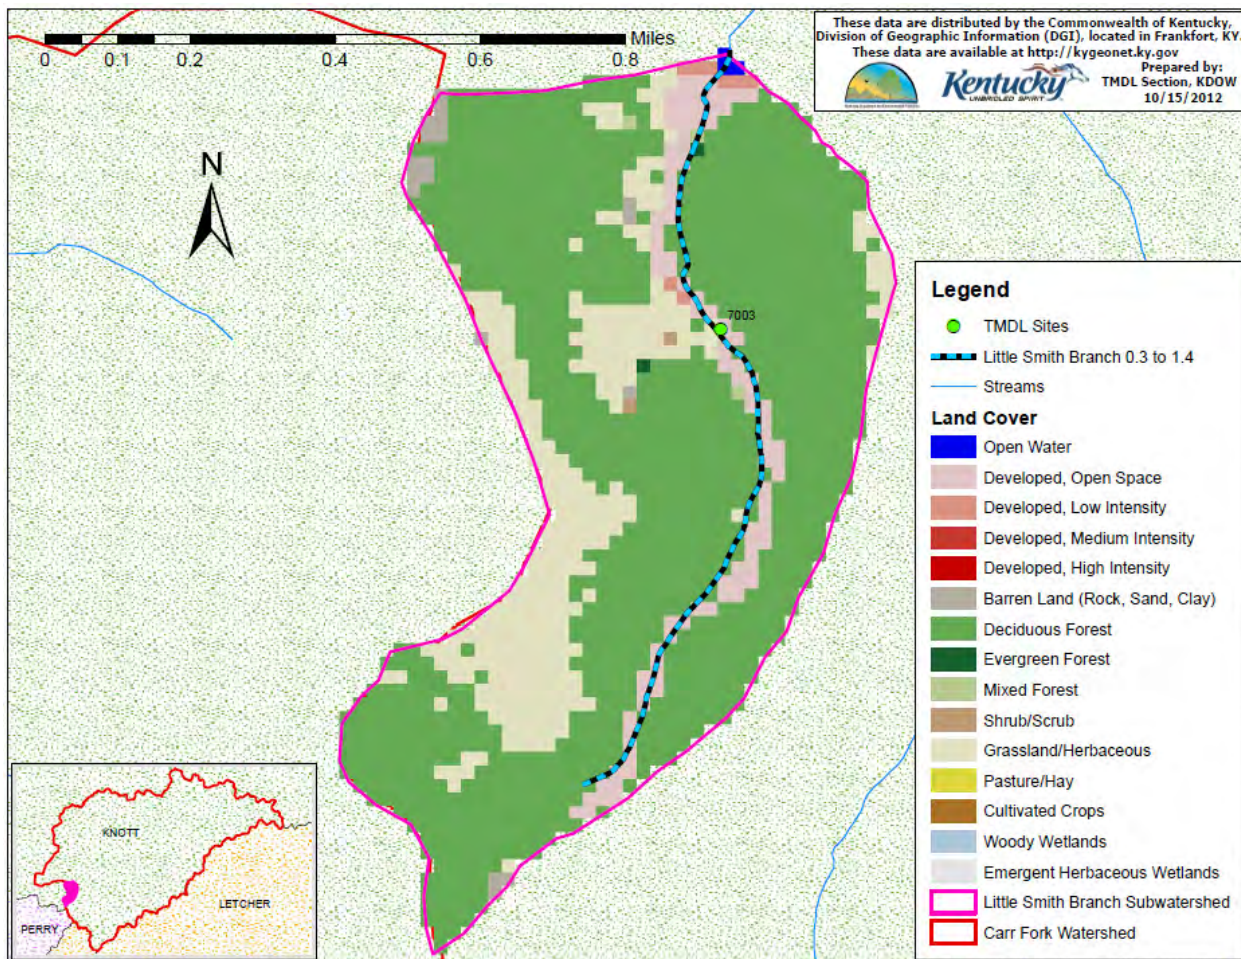 These data are distributed by the Commonwealth of Kentucky,
Division of Geographic Information (DGI), located in Frankfort, KY.
These data are available at http://kygeonet.ky.gov
Prepared by:
TMDL Section, KDOW
10/15/2012
Kentucky
UNBRIDLED SPIRIT
Miles
0 0.1 0.2 0.4 0.6 0.8
N
7003
Legend
TMDL Sites
Little Smith Branch 0.3 to 1.4
Streams
Land Cover
Open Water
Developed, Open Space
Developed, Low Intensity
Developed, Medium Intensity
Developed, High Intensity
Barren Land (Rock, Sand, Clay)
Deciduous Forest
Evergreen Forest
Mixed Forest
Shrub/Scrub
Grassland/Herbaceous
Pasture/Hay
Cultivated Crops
Woody Wetlands
Emergent Herbaceous Wetlands
Little Smith Branch Subwatershed
Carr Fork Watershed
KNOTT
LETCHER
PERRY